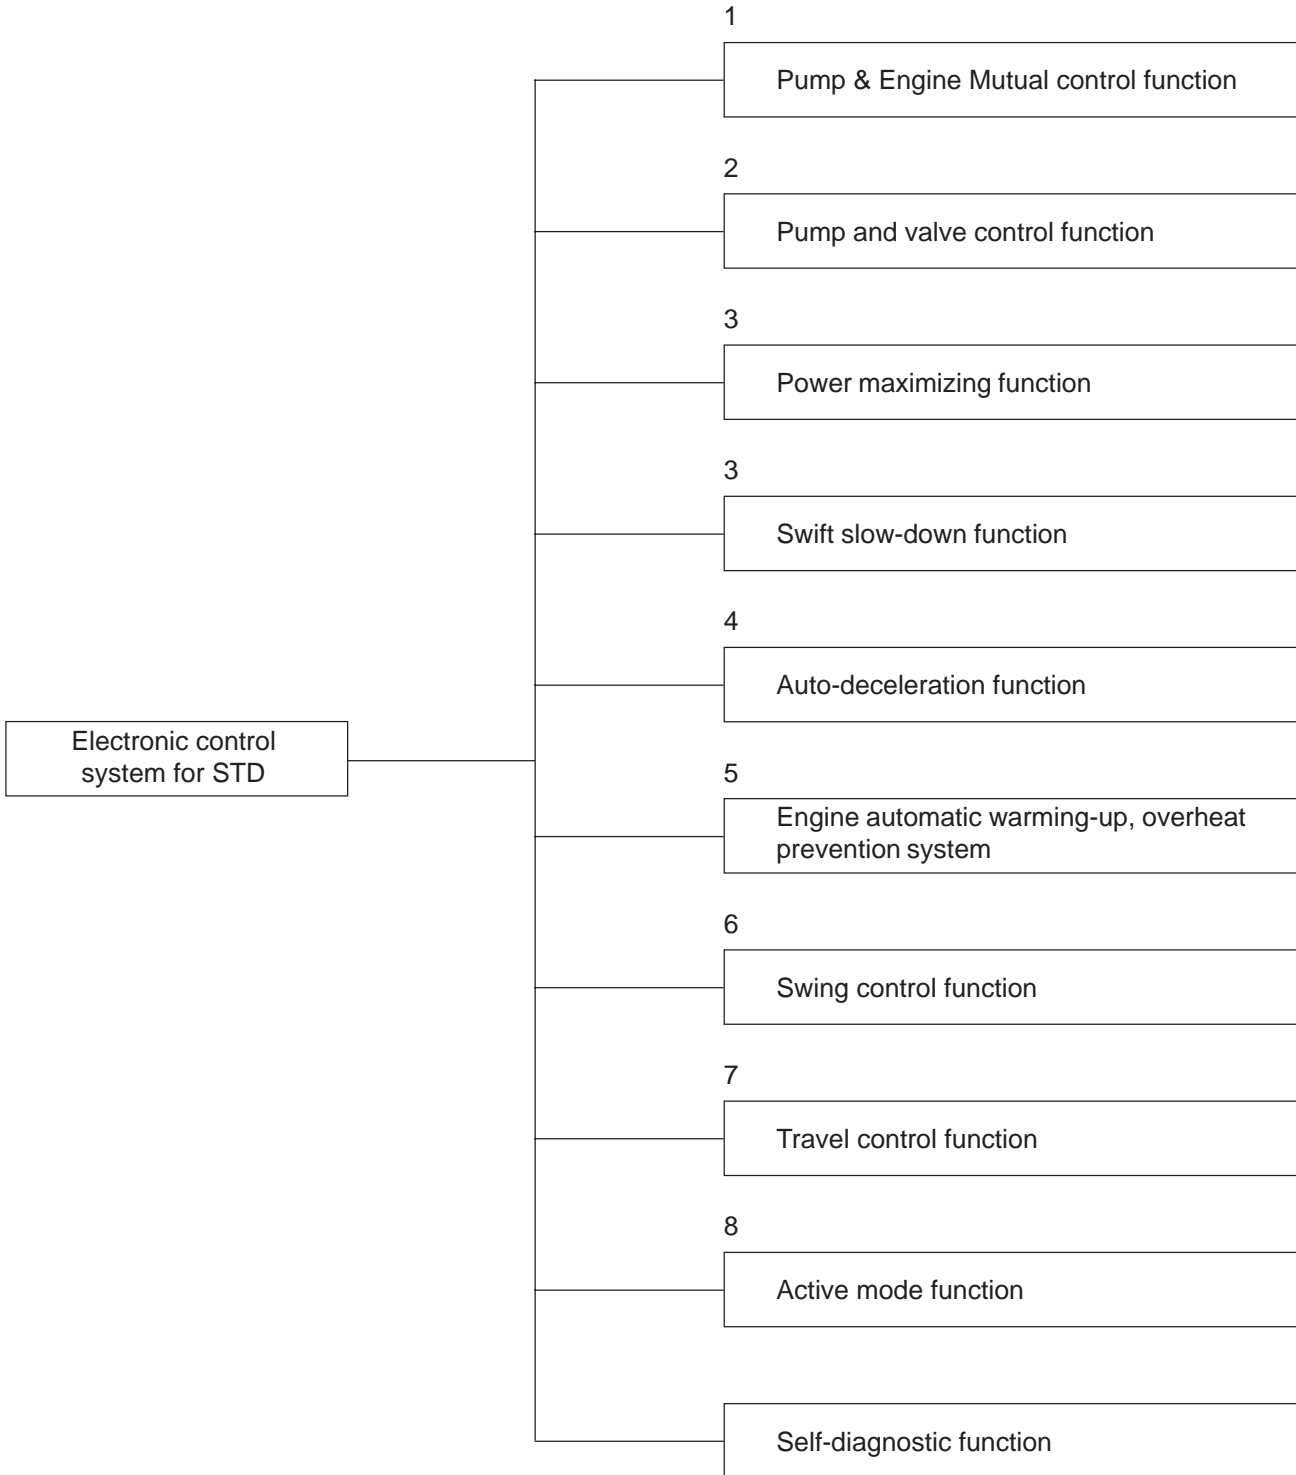 1
Pump & Engine Mutual control function
2
Pump and valve control function
3
Power maximizing function
3
Swift slow-down function
4
Auto-deceleration function
Electronic control
system for STD
5
Engine automatic warming-up, overheat
prevention system
6
Swing control function
7
Travel control function
8
Active mode function
Self-diagnostic function